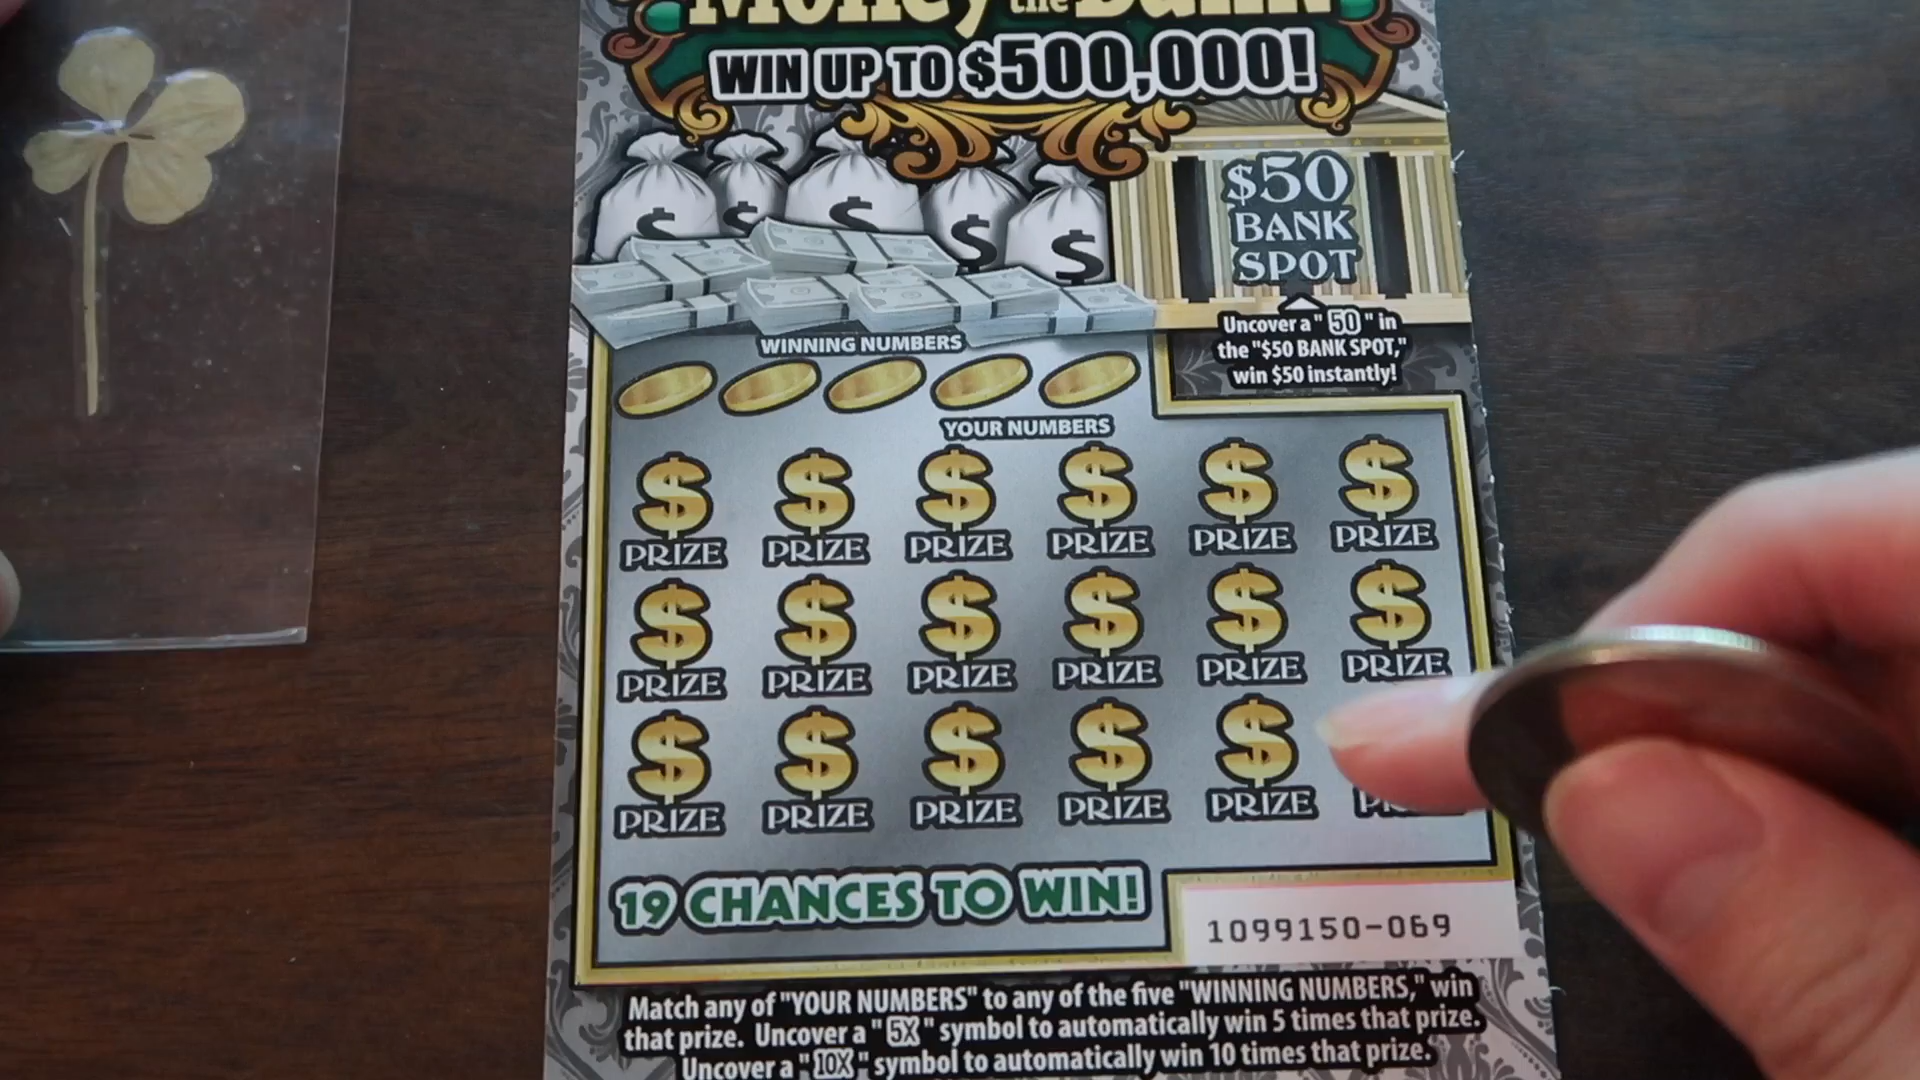 Money the Bank
WIN UP TO $500,000!
$50
BANK
SPOT
Uncover a "50" in
the "$50 BANK SPOT,"
win $50 instantly!
WINNING NUMBERS
YOUR NUMBERS
PRIZE PRIZE PRIZE PRIZE PRIZE PRIZE
PRIZE PRIZE PRIZE PRIZE PRIZE PRIZE
PRIZE PRIZE PRIZE PRIZE PRIZE
19 CHANCES TO WIN!
1099150-069
Match any of "YOUR NUMBERS" to any of the five "WINNING NUMBERS," win
that prize. Uncover a "5X" symbol to automatically win 5 times that prize.
Uncover a "10X" symbol to automatically win 10 times that prize.